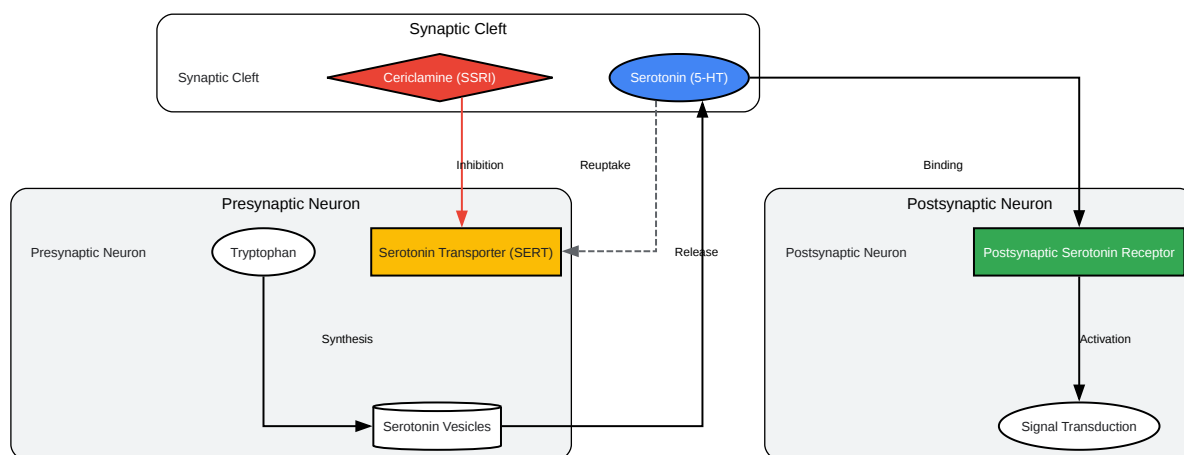 Synaptic Cleft
Synaptic Cleft
Cericlamine (SSRI)
Serotonin (5-HT)
Inhibition
Reuptake
Binding
Presynaptic Neuron
Postsynaptic Neuron
Presynaptic Neuron
Tryptophan
Serotonin Transporter (SERT)
Release
Postsynaptic Neuron
Postsynaptic Serotonin Receptor
Synthesis
Activation
Serotonin Vesicles
Signal Transduction